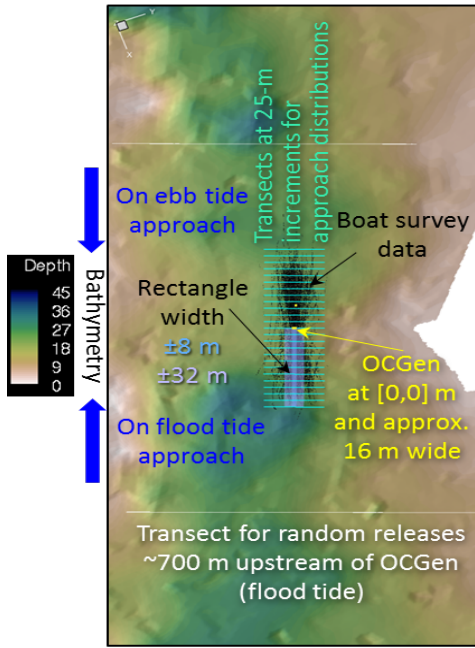 Y
X
Transects at 25-m
increments for
approach distributions
On ebb tide
approach
Boat survey
data
Depth
45
36
27
18
9
0
Bathymetry
Rectangle
width
±8 m
±32 m
OCGen
at [0,0] m
and approx.
16 m wide
On flood tide
approach
Transect for random releases
~700 m upstream of OCGen
(flood tide)